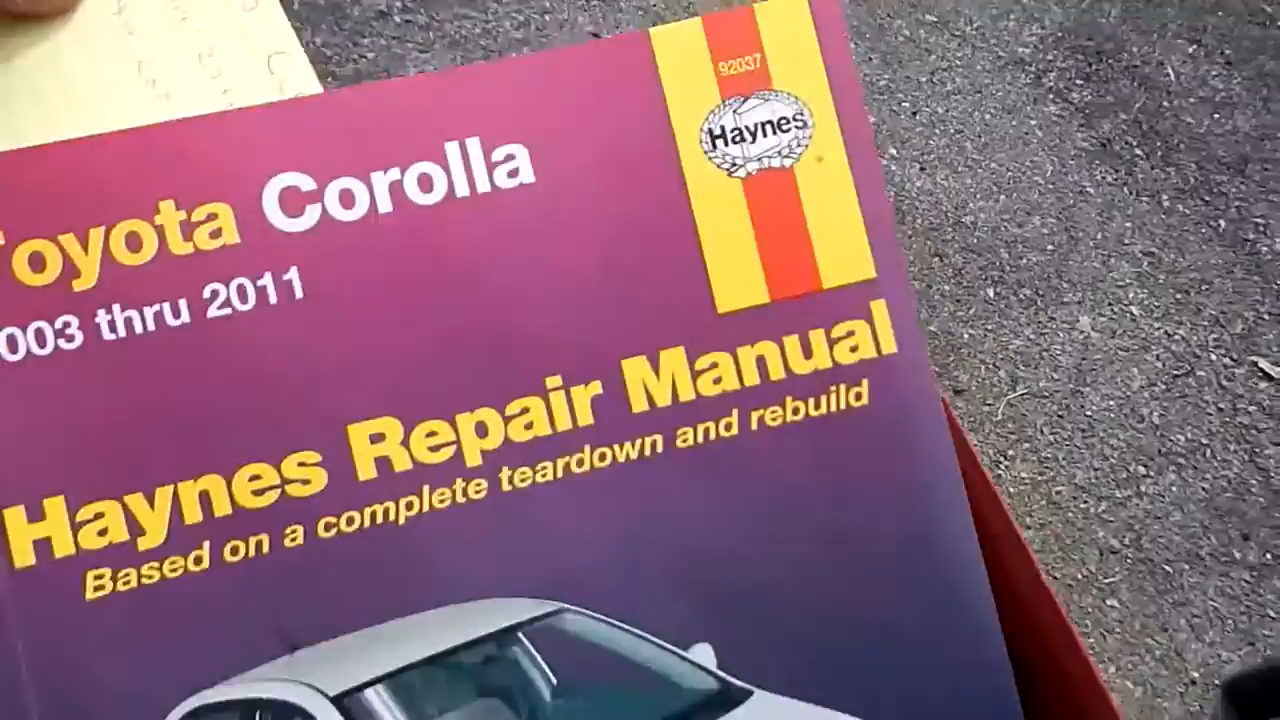 92037
Haynes
oyota Corolla
003 thru 2011
Haynes Repair Manual
Based on a complete teardown and rebuild